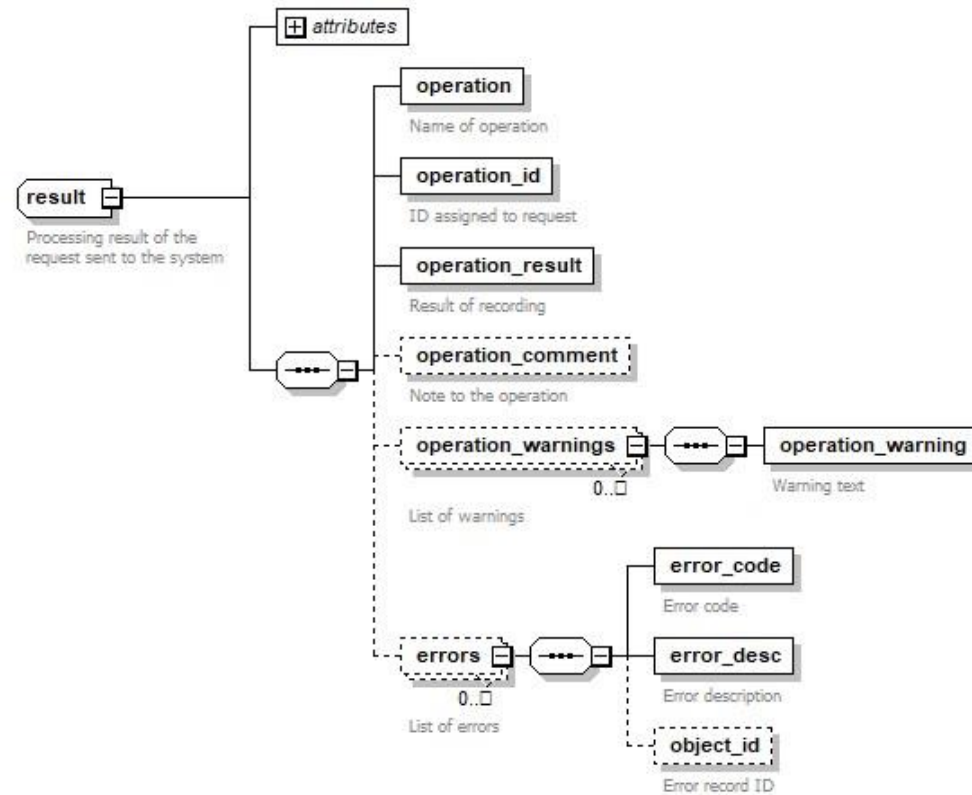 attributes
operation
Name of operation
operation_id
ID assigned to request
result
Processing result of the
request sent to the system
operation_result
Result of recording
operation_comment
Note to the operation
operation_warnings
0..□
List of warnings
operation_warning
Warning text
error_code
Error code
errors
0..□
List of errors
error_desc
Error description
object_id
Error record ID